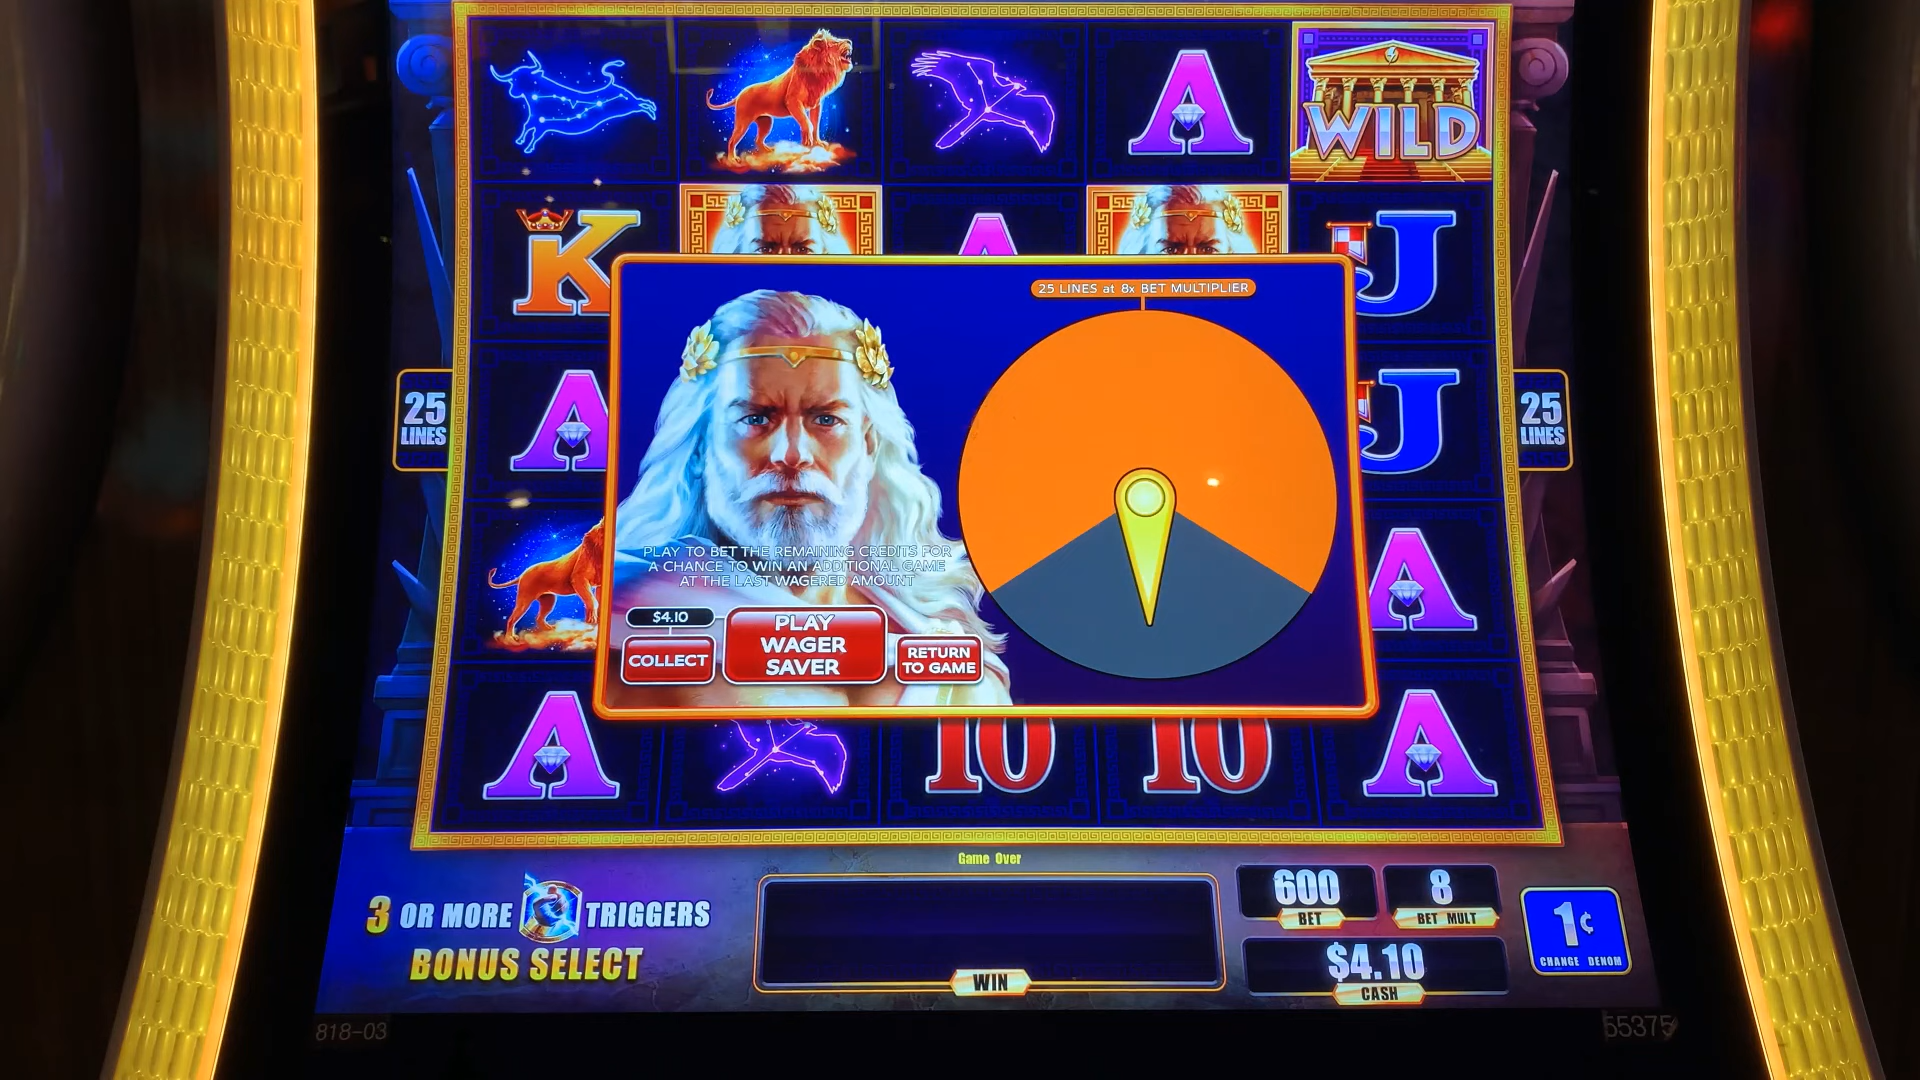 A
WILD
K
J
25 LINES at 8x BET MULTIPLIER
A
25
LINES
A
J
25
LINES
PLAY TO BET THE REMAINING CREDITS FOR
A CHANCE TO WIN AN ADDITIONAL GAME
AT THE LAST WAGERED AMOUNT
A
$4.10
COLLECT
PLAY
WAGER
SAVER
RETURN
TO GAME
A
10
10
A
Game Over
3 OR MORE TRIGGERS
BONUS SELECT
WIN
600
BET
8
BET MULT
$4.10
CASH
1¢
CHANGE DENOM
818-03
55375